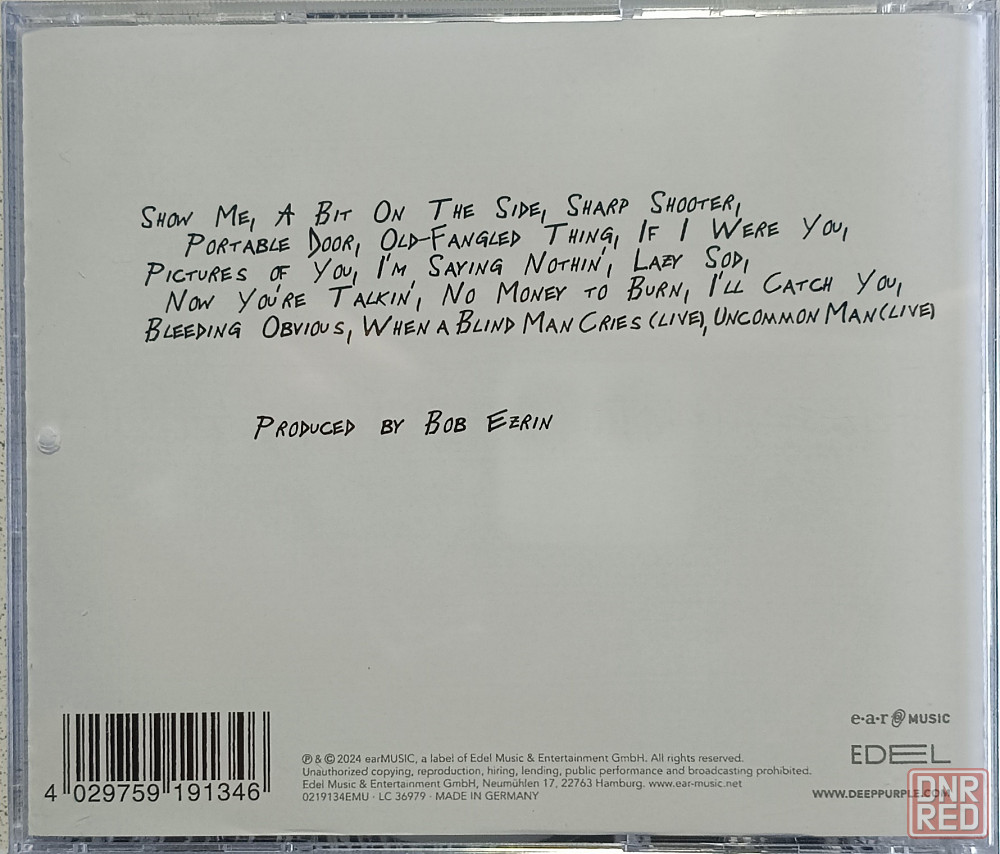 Show Me, A Bit On The Side, Sharp Shooter,
Portable Door, Old-Fangled Thing, If I Were You,
Pictures of You, I'm Saying Nothin', Lazy Sod,
Now You're Talkin', No Money to Burn, I'll Catch You,
Bleeding Obvious, When a Blind Man Cries (Live), Uncommon Man (Live)
Produced by Bob Ezrin
e·a·r MUSIC
EDEL
℗ & © 2024 earMUSIC, a label of Edel Music & Entertainment GmbH. All rights reserved.
Unauthorized copying, reproduction, hiring, lending, public performance and broadcasting prohibited.
Edel Music & Entertainment GmbH, Neumühlen 17, 22763 Hamburg. www.ear-music.net
0219134EMU · LC 36979 · MADE IN GERMANY
4 029759 191346
WWW.DEEPPURPLE.COM
DNR
RED